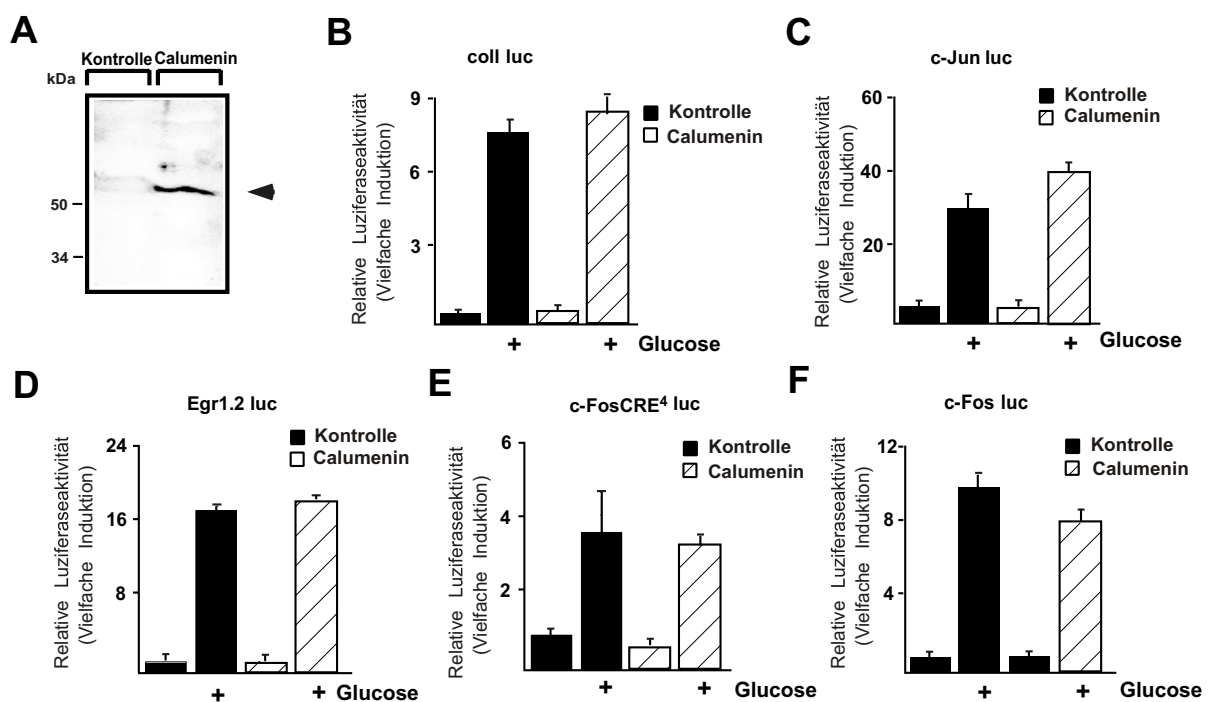 A
Kontrolle Calumenin
kDa
50
34
B
coll luc
Relative Luziferaseaktivität
(Vielfache Induktion)
9
6
3
Kontrolle
Calumenin
+ + Glucose
C
c-Jun luc
Relative Luziferaseaktivität
(Vielfache Induktion)
60
40
20
Kontrolle
Calumenin
+ + Glucose
D
Egr1.2 luc
Relative Luziferaseaktivität
(Vielfache Induktion)
24
16
8
Kontrolle
Calumenin
+ + Glucose
E
c-FosCRE⁴ luc
Relative Luziferaseaktivität
(Vielfache Induktion)
6
4
2
Kontrolle
Calumenin
+ + Glucose
F
c-Fos luc
Relative Luziferaseaktivität
(Vielfache Induktion)
12
8
4
Kontrolle
Calumenin
+ + Glucose